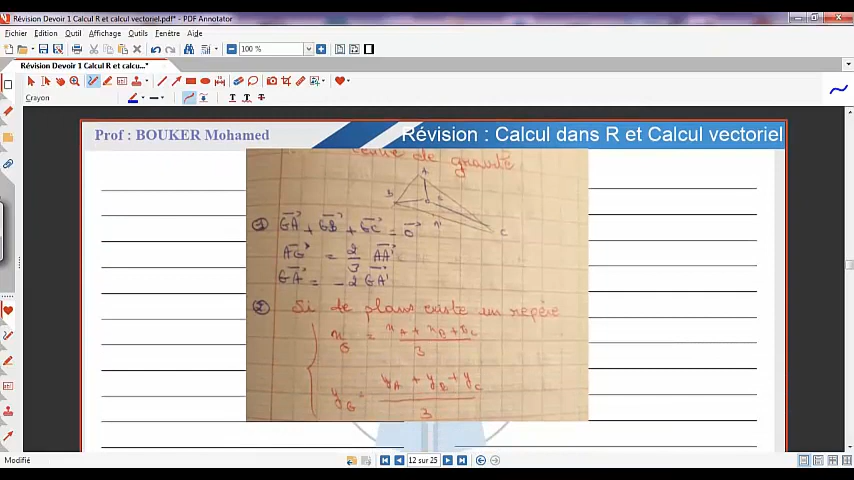 Révision Devoir 1 Calcul R et calcul vectoriel.pdf* - PDF Annotator
Fichier Edition Outil Affichage Outils Fenêtre Aide
100 %
Révision Devoir 1 Calcul R et calcu...*
Crayon
Prof : BOUKER Mohamed
Révision : Calcul dans R et Calcul vectoriel
de gravité
A
B
G
A'
C
① GA + GB + GC = 0
AG = 2/3 AA'
GA = - 2 GA'
② Si le plans existe un repère
x_G = x_A + x_B + x_C / 3
y_G = y_A + y_B + y_C / 3
Modifié
12 sur 25